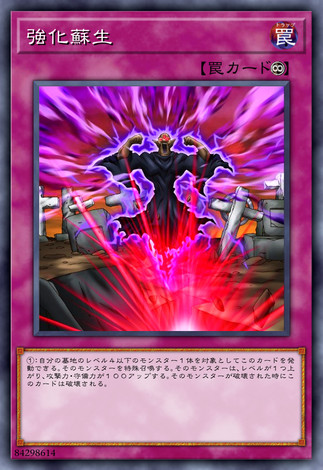 強化蘇生
罠
トラップ
【罠カード】
①：自分の墓地のレベル４以下のモンスター１体を対象としてこのカードを発
動できる。そのモンスターを特殊召喚する。そのモンスターは、レベルが１つ上
がり、攻撃力・守備力が１００アップする。そのモンスターが破壊された時にこ
のカードは破壊される。
84298614